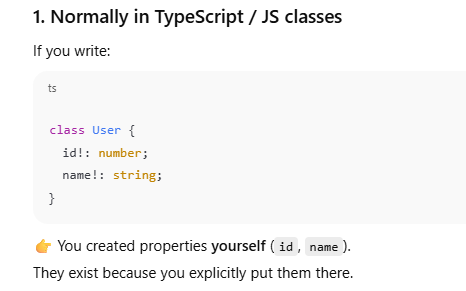 1. Normally in TypeScript / JS classes
If you write:
ts
class User {
  id!: number;
  name!: string;
}
👉 You created properties yourself ( id , name ).
They exist because you explicitly put them there.